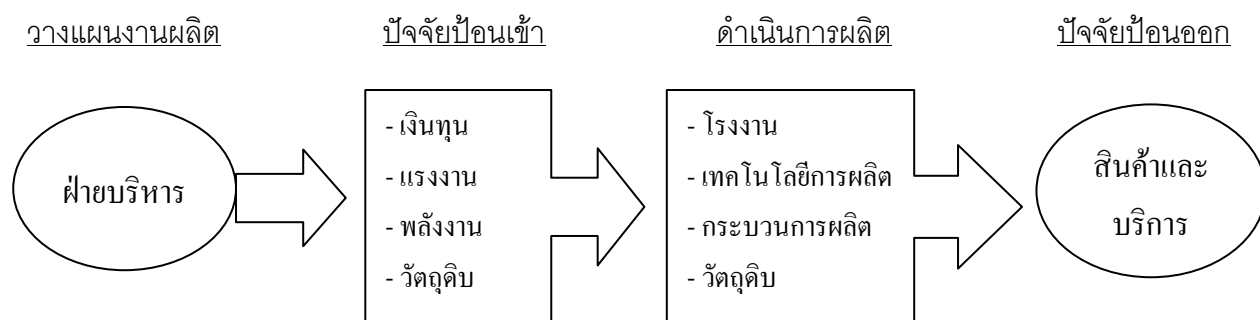 วางแผนงานผลิต
ปัจจัยป้อนเข้า
ดำเนินการผลิต
ปัจจัยป้อนออก
ฝ่ายบริหาร
- เงินทุน
- แรงงาน
- พลังงาน
- วัตถุดิบ
- โรงงาน
- เทคโนโลยีการผลิต
- กระบวนการผลิต
- วัตถุดิบ
สินค้าและ
บริการ